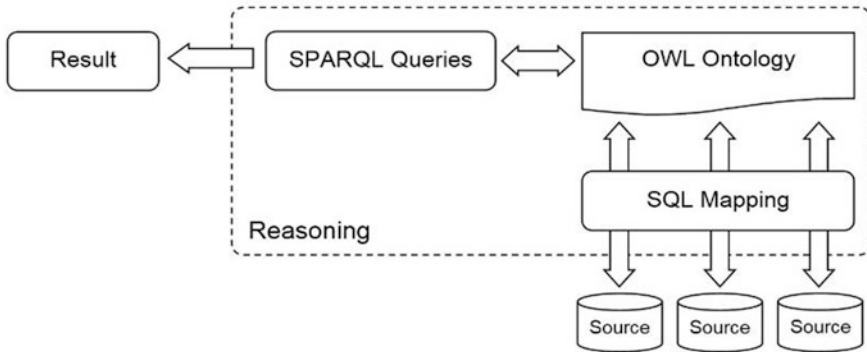 Result
SPARQL Queries
OWL Ontology
SQL Mapping
Reasoning
Source
Source
Source